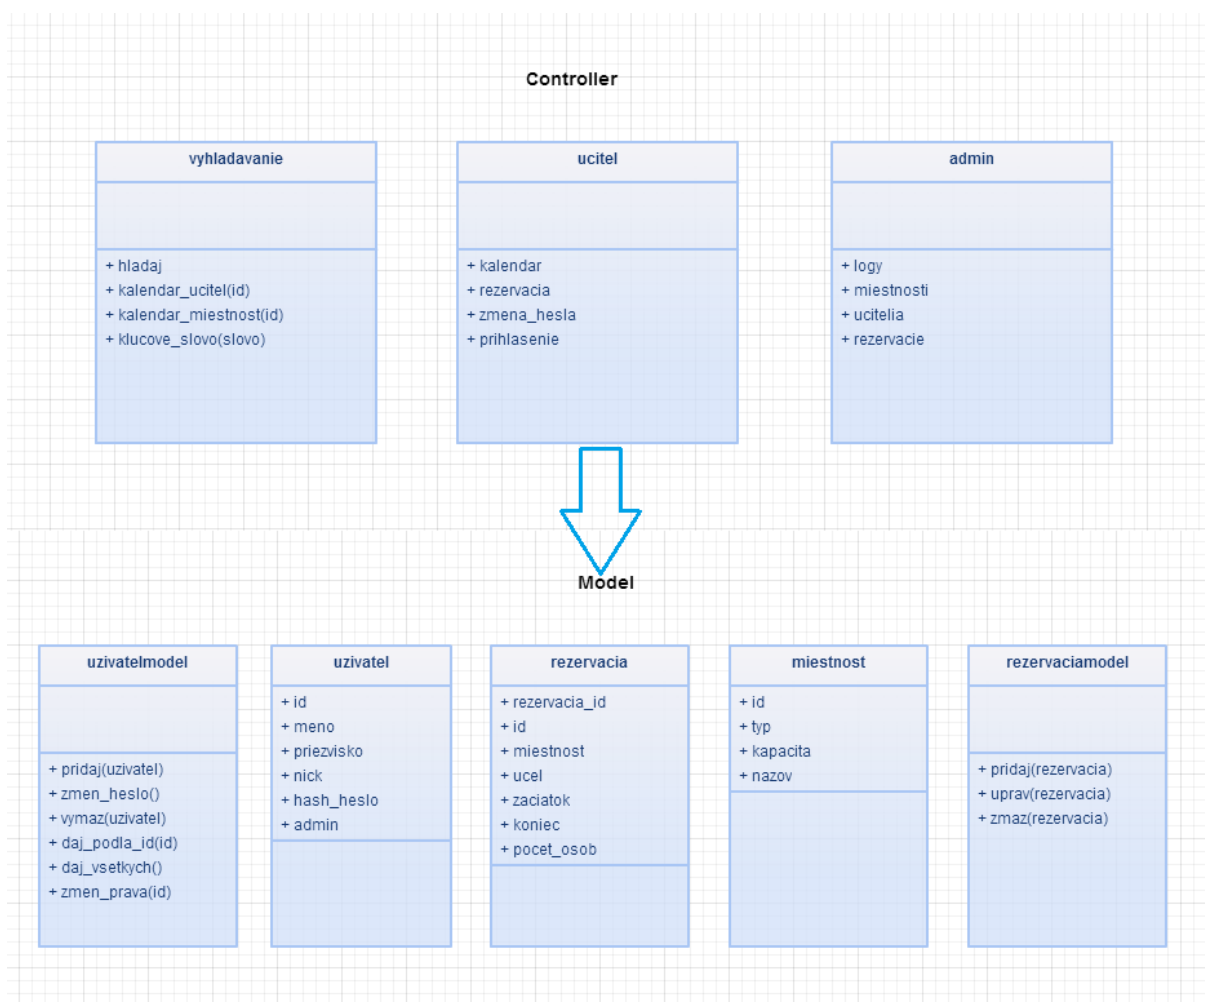 Controller
vyhladavanie
+ hladaj
+ kalendar_ucitel(id)
+ kalendar_miestnost(id)
+ klucove_slovo(slovo)
ucitel
+ kalendar
+ rezervacia
+ zmena_hesla
+ prihlasenie
admin
+ logy
+ miestnosti
+ ucitelia
+ rezervacie
Model
uzivatelmodel
+ pridaj(uzivatel)
+ zmen_heslo()
+ vymaz(uzivatel)
+ daj_podla_id(id)
+ daj_vsetkych()
+ zmen_prava(id)
uzivatel
+ id
+ meno
+ priezvisko
+ nick
+ hash_heslo
+ admin
rezervacia
+ rezervacia_id
+ id
+ miestnost
+ ucel
+ zaciatok
+ koniec
+ pocet_osob
miestnost
+ id
+ typ
+ kapacita
+ nazov
rezervaciamodel
+ pridaj(rezervacia)
+ uprav(rezervacia)
+ zmaz(rezervacia)